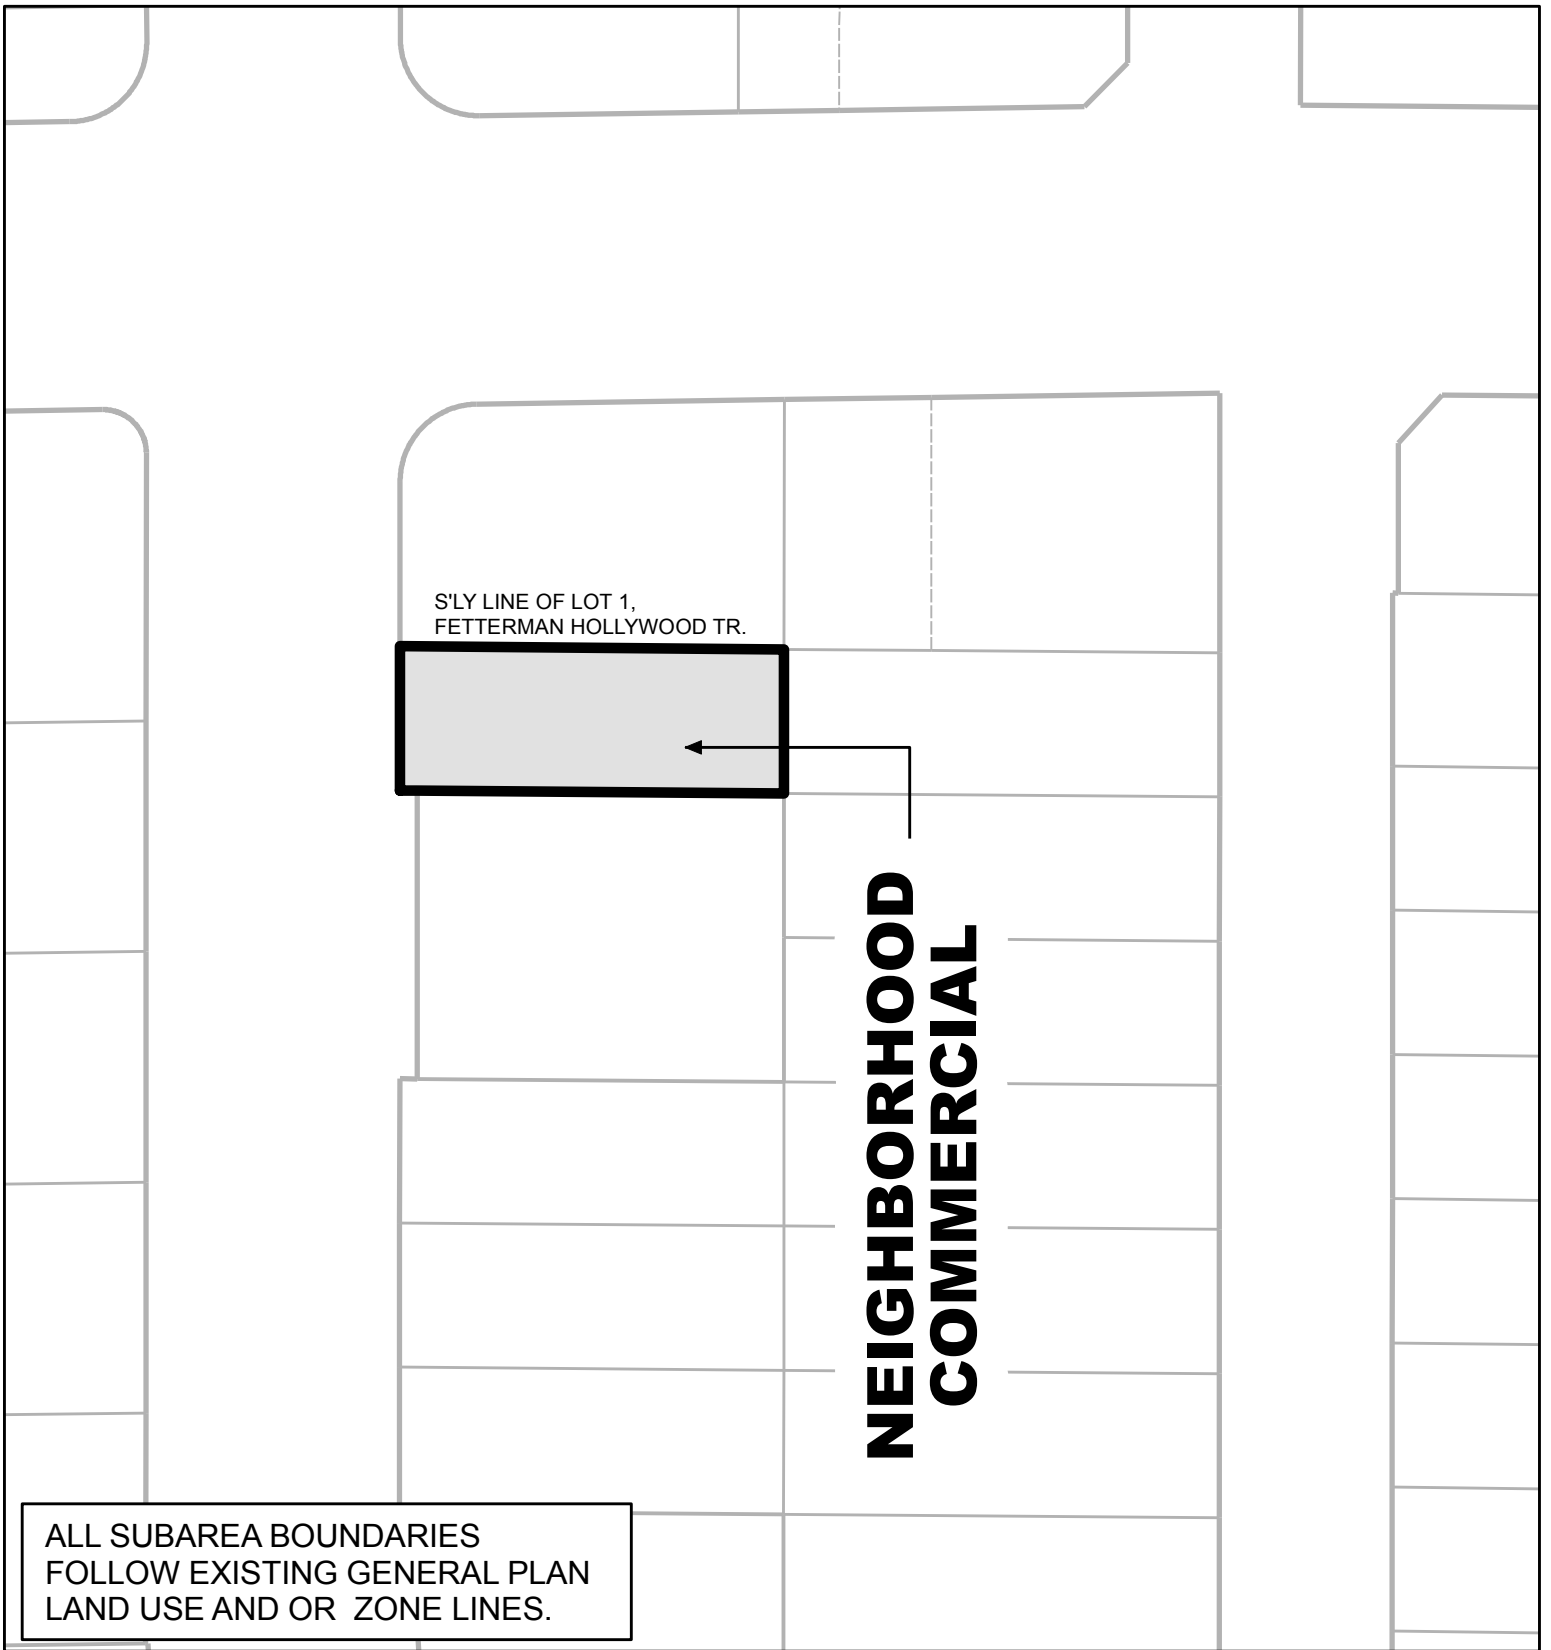 S'LY LINE OF LOT 1,
FETTERMAN HOLLYWOOD TR.
NEIGHBORHOOD
COMMERCIAL
ALL SUBAREA BOUNDARIES
FOLLOW EXISTING GENERAL PLAN
LAND USE AND OR ZONE LINES.